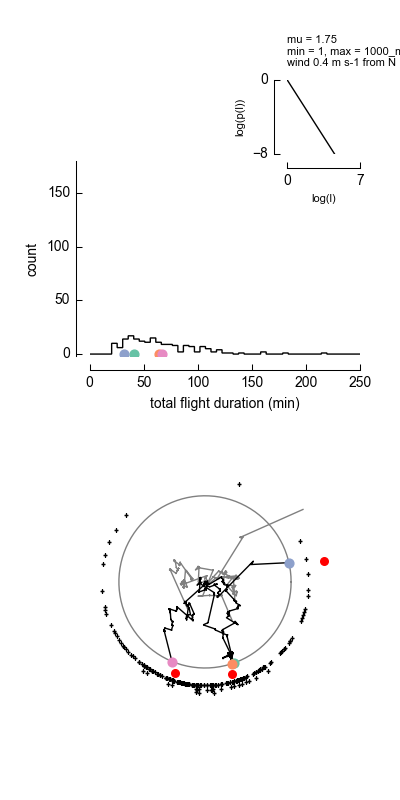 mu = 1.75
min = 1, max = 1000_m
wind 0.4 m s-1 from N
0
log(p(l))
−8
0
7
log(l)
150
100
count
50
0
0
50
100
150
200
250
total flight duration (min)